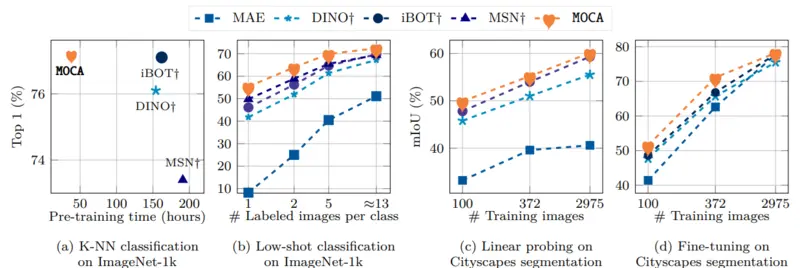 MAE DINO† iBOT† MSN† MOCA
Top 1 (%)
76
74
MOCA
iBOT†
DINO†
MSN†
50 100 150 200
Pre-training time (hours)
(a) K-NN classification
on ImageNet-1k
70
60
50
40
30
20
10
1 2 5 ≈13
# Labeled images per class
(b) Low-shot classification
on ImageNet-1k
mIoU
60
50
40
100 372 2975
# Training images
(c) Linear probing on
Cityscapes segmentation
80
70
60
50
40
100 372 2975
# Training images
(d) Fine-tuning on
Cityscapes segmentation